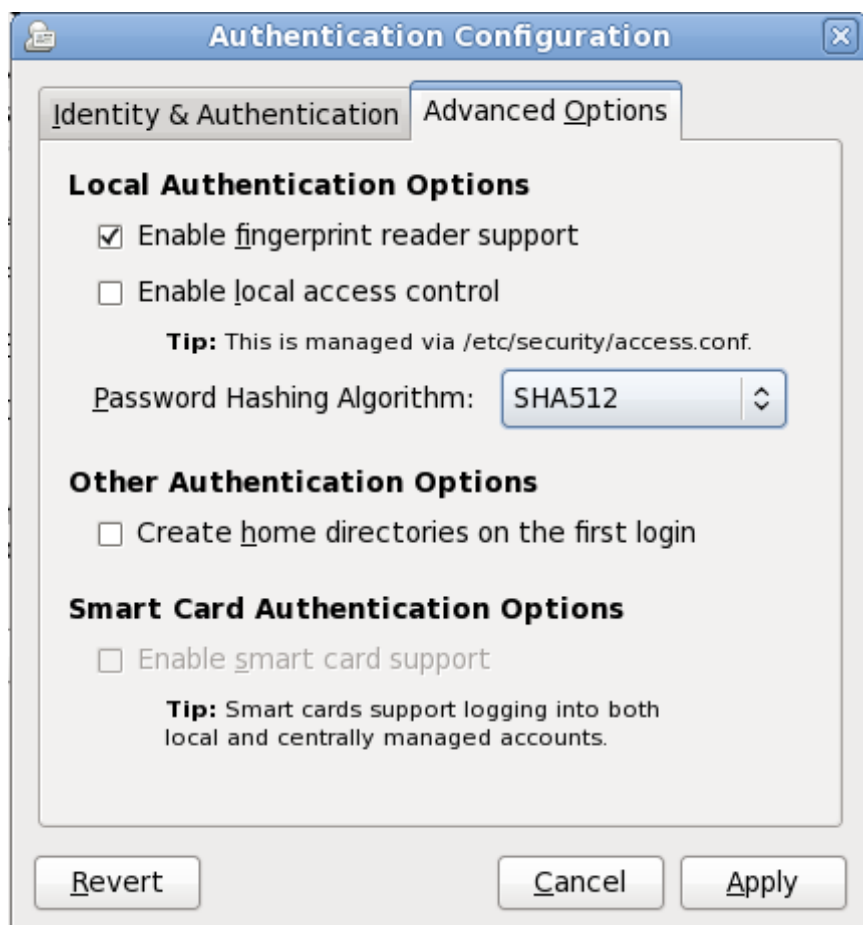 Authentication Configuration
Identity & Authentication
Advanced Options
Local Authentication Options
Enable fingerprint reader support
Enable local access control
Tip: This is managed via /etc/security/access.conf.
Password Hashing Algorithm: SHA512
Other Authentication Options
Create home directories on the first login
Smart Card Authentication Options
Enable smart card support
Tip: Smart cards support logging into both
local and centrally managed accounts.
Revert
Cancel
Apply